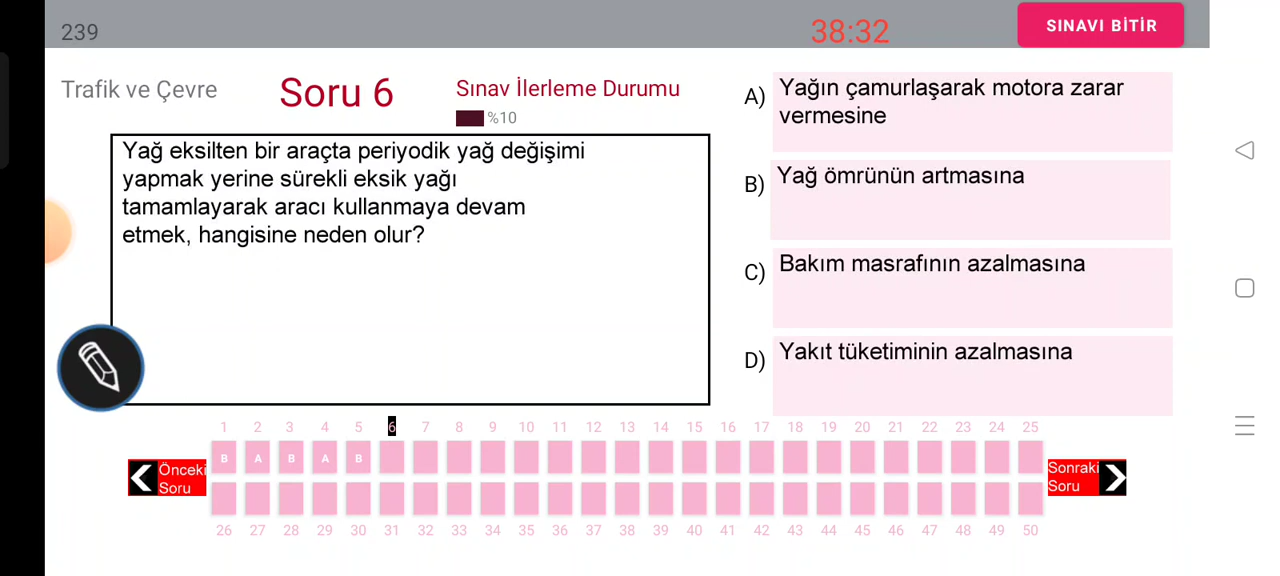 239
38:32
SINAVI BİTİR
Trafik ve Çevre
Soru 6
Sınav İlerleme Durumu
%10
Yağ eksilten bir araçta periyodik yağ değişimi
yapmak yerine sürekli eksik yağı
tamamlayarak aracı kullanmaya devam
etmek, hangisine neden olur?
A) Yağın çamurlaşarak motora zarar
vermesine
B) Yağ ömrünün artmasına
C) Bakım masrafının azalmasına
D) Yakıt tüketiminin azalmasına
1 2 3 4 5 6 7 8 9 10 11 12 13 14 15 16 17 18 19 20 21 22 23 24 25
B A B A B
Önceki
Soru
Sonraki
Soru
26 27 28 29 30 31 32 33 34 35 36 37 38 39 40 41 42 43 44 45 46 47 48 49 50